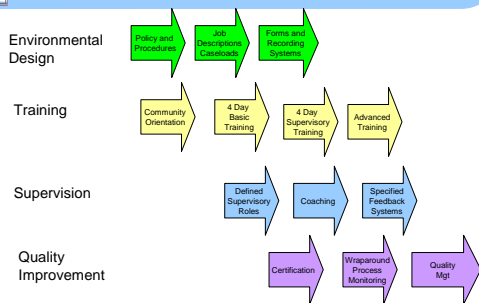 Environmental
Design
Policy and
Procedures
Job
Descriptions
Caseloads
Forms and
Recording
Systems
Training
Community
Orientation
4 Day
Basic
Training
4 Day
Supervisory
Training
Advanced
Training
Supervision
Defined
Supervisory
Roles
Coaching
Specified
Feedback
Systems
Quality
Improvement
Certification
Wraparound
Process
Monitoring
Quality
Mgt